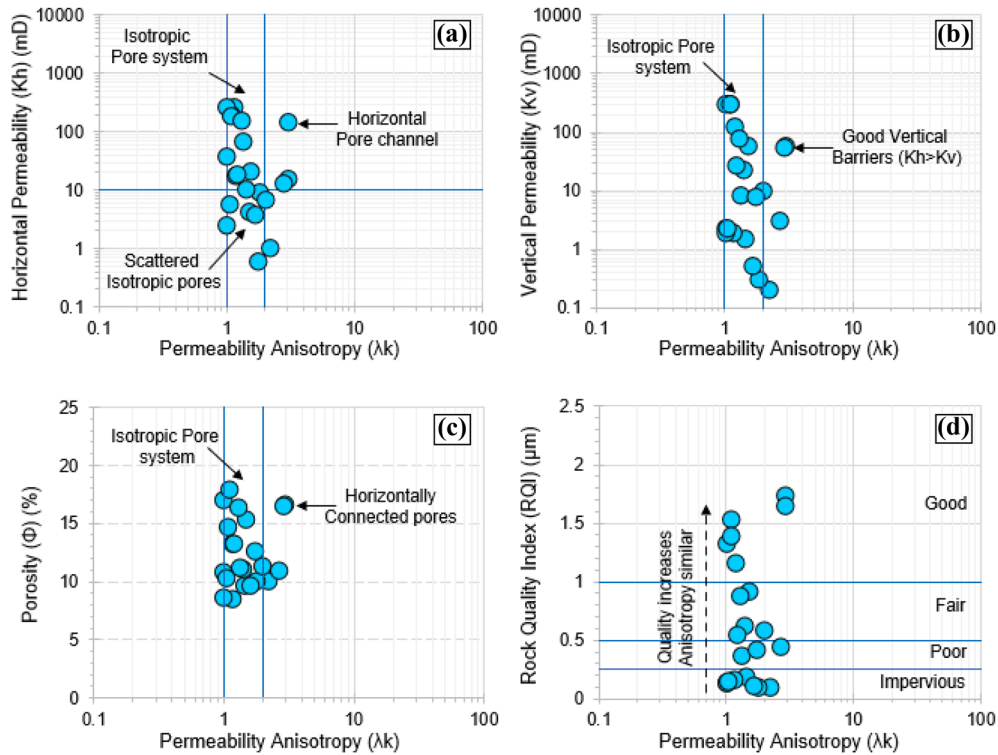 (a)
Horizontal Permeability (Kh) (mD)
10000
1000
100
10
1
0.1
Isotropic
Pore system
Horizontal
Pore channel
Scattered
Isotropic pores
0.1
1
10
100
Permeability Anisotropy (λk)
(b)
Vertical Permeability (Kv) (mD)
10000
1000
100
10
1
0.1
Isotropic Pore
system
Good Vertical
Barriers (Kh>Kv)
0.1
1
10
100
Permeability Anisotropy (λk)
(c)
Porosity (Φ) (%)
25
20
15
10
5
0
Isotropic Pore
system
Horizontally
Connected pores
0.1
1
10
100
Permeability Anisotropy (λk)
(d)
Rock Quality Index (RQI) (μm)
2.5
2
1.5
1
0.5
0
Quality increases
Anisotropy similar
Good
Fair
Poor
Impervious
0.1
1
10
100
Permeability Anisotropy (λk)